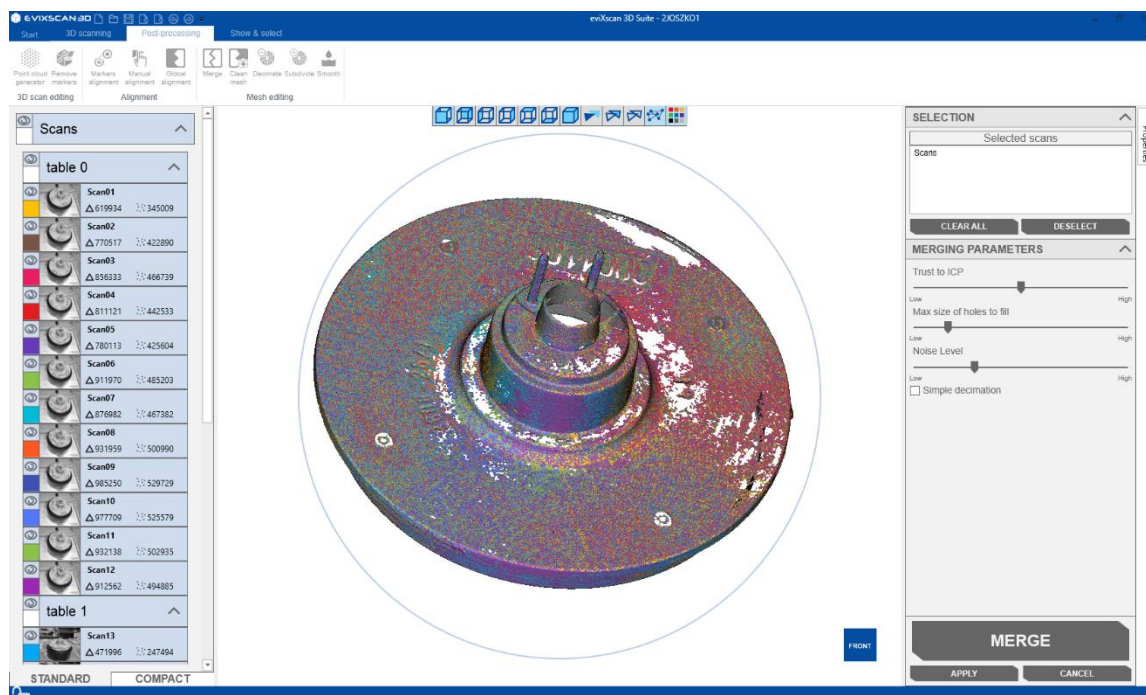 EVIXSCAN 3D
eviXscan 3D Suite - 2JOSZKO1
Start 3D scanning Post-processing Show & select
Point cloud generator
Remove markers
Markers alignment
Manual alignment
Global alignment
Merge
Clean mesh
Decimate
Subdivide
Smooth
3D scan editing Alignment Mesh editing
Scans
table 0
Scan01
619934 345009
Scan02
770517 422890
Scan03
856333 466739
Scan04
811121 442533
Scan05
780113 425604
Scan06
911970 485203
Scan07
876982 467382
Scan08
931959 500990
Scan09
985250 529729
Scan10
977709 525579
Scan11
932138 502935
Scan12
912562 494885
table 1
Scan13
471996 247494
STANDARD COMPACT
FRONT
SELECTION
Selected scans
Scans
CLEAR ALL DESELECT
MERGING PARAMETERS
Trust to ICP
Low High
Max size of holes to fill
Low High
Noise Level
Low High
Simple decimation
MERGE
APPLY CANCEL
Properties